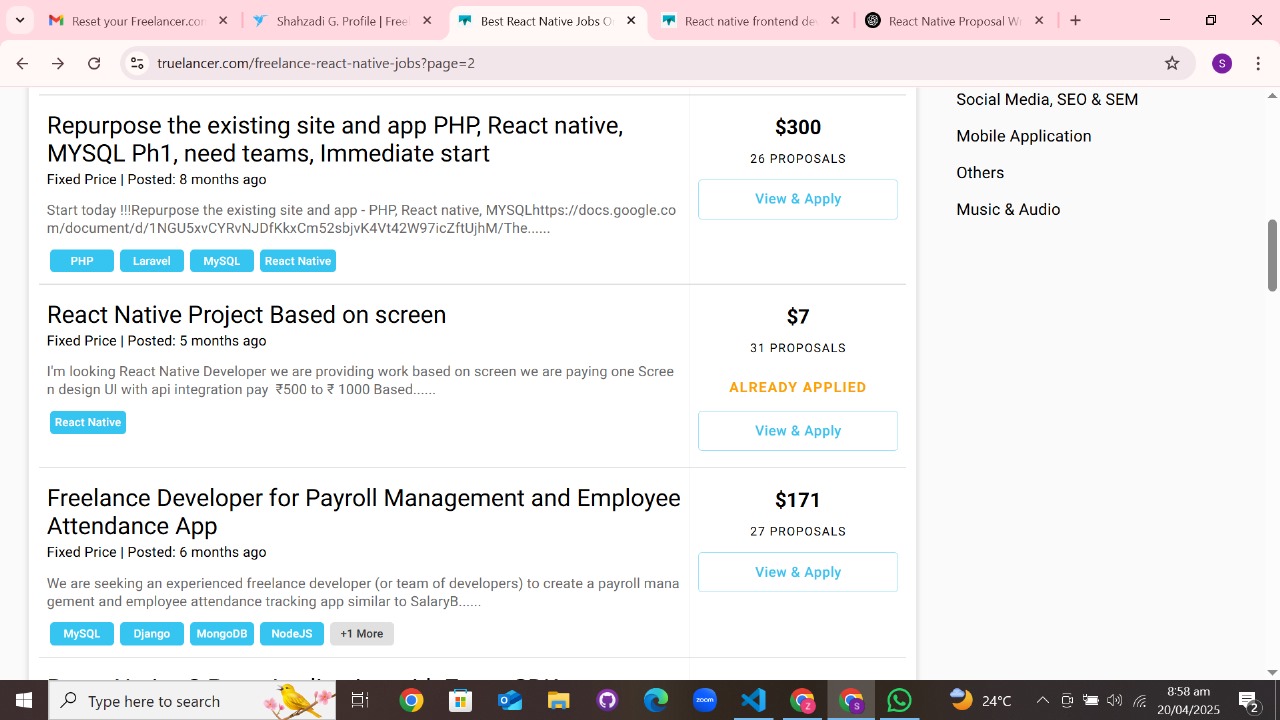 Reset your Freelancer.com
Shahzadi G. Profile | Freel
Best React Native Jobs O
React native frontend de
React Native Proposal W
truelancer.com/freelance-react-native-jobs?page=2
S
Repurpose the existing site and app PHP, React native,
MYSQL Ph1, need teams, Immediate start
Fixed Price | Posted: 8 months ago
Start today !!!Repurpose the existing site and app - PHP, React native, MYSQLhttps://docs.google.co
m/document/d/1NGU5xvCYRvNJDfKkxCm52sbjvK4Vt42W97icZftUjhM/The......
PHP Laravel MySQL React Native
$300
26 PROPOSALS
View & Apply
React Native Project Based on screen
Fixed Price | Posted: 5 months ago
I'm looking React Native Developer we are providing work based on screen we are paying one Scree
n design UI with api integration pay ₹500 to ₹ 1000 Based......
React Native
$7
31 PROPOSALS
ALREADY APPLIED
View & Apply
Freelance Developer for Payroll Management and Employee
Attendance App
Fixed Price | Posted: 6 months ago
We are seeking an experienced freelance developer (or team of developers) to create a payroll mana
gement and employee attendance tracking app similar to SalaryB......
MySQL Django MongoDB NodeJS +1 More
$171
27 PROPOSALS
View & Apply
Social Media, SEO & SEM
Mobile Application
Others
Music & Audio
Type here to search
zoom
Z
S
24°C
8:58 am
20/04/2025
2